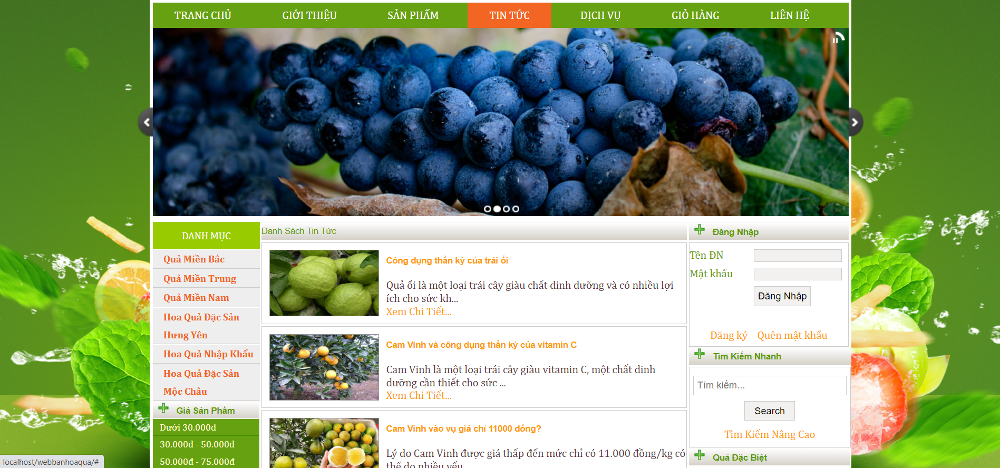 TRANG CHỦ
GIỚI THIỆU
SẢN PHẨM
TIN TỨC
DỊCH VỤ
GIỎ HÀNG
LIÊN HỆ
DANH MỤC
Quả Miền Bắc
Quả Miền Trung
Quả Miền Nam
Hoa Quả Đặc Sản
Hưng Yên
Hoa Quả Nhập Khẩu
Hoa Quả Đặc Sản
Mộc Châu
Giá Sản Phẩm
Dưới 30.000đ
30.000đ - 50.000đ
50.000đ - 75.000đ
Danh Sách Tin Tức
Công dụng thần kỳ của trái ổi
Quả ổi là một loại trái cây giàu chất dinh dưỡng và có nhiều lợi
ích cho sức kh...
Xem Chi Tiết...
Cam Vinh và công dụng thần kỳ của vitamin C
Cam Vinh là một loại trái cây giàu vitamin C, một chất dinh
dưỡng cần thiết cho sức ...
Xem Chi Tiết...
Cam Vinh vào vụ giá chỉ 11000 đồng?
Lý do Cam Vinh được giá thấp đến mức chỉ có 11.000 đồng/kg có
thể do nhiều yếu
Đăng Nhập
Tên ĐN
Mật khẩu
Đăng Nhập
Đăng ký Quên mật khẩu
Tìm Kiếm Nhanh
Tìm kiếm...
Search
Tìm Kiếm Nâng Cao
Quả Đặc Biệt
localhost/webbanhoaqua/#